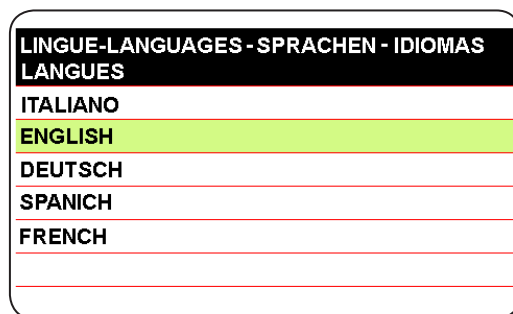 LINGUE-LANGUAGES - SPRACHEN - IDIOMAS
LANGUES
ITALIANO
ENGLISH
DEUTSCH
SPANICH
FRENCH